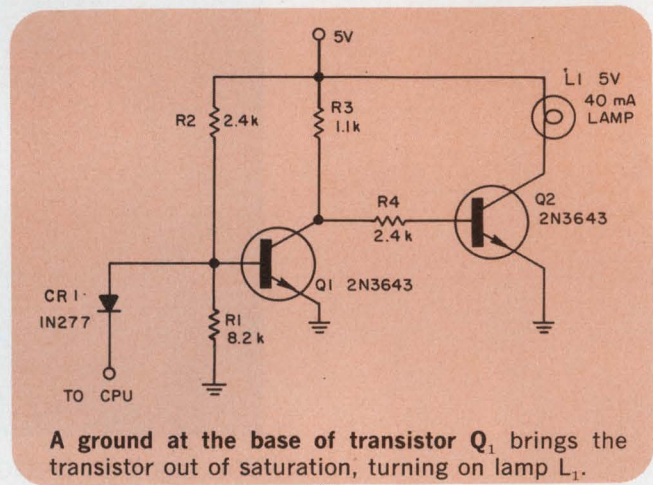 5V
L1 5V
40 mA
LAMP
R2 2.4k
R3
1.1k
R4
2.4k
Q2
2N3643
Q1 2N3643
CR1
IN277
R1
8.2k
TO CPU
A ground at the base of transistor Q₁ brings the
transistor out of saturation, turning on lamp L₁.